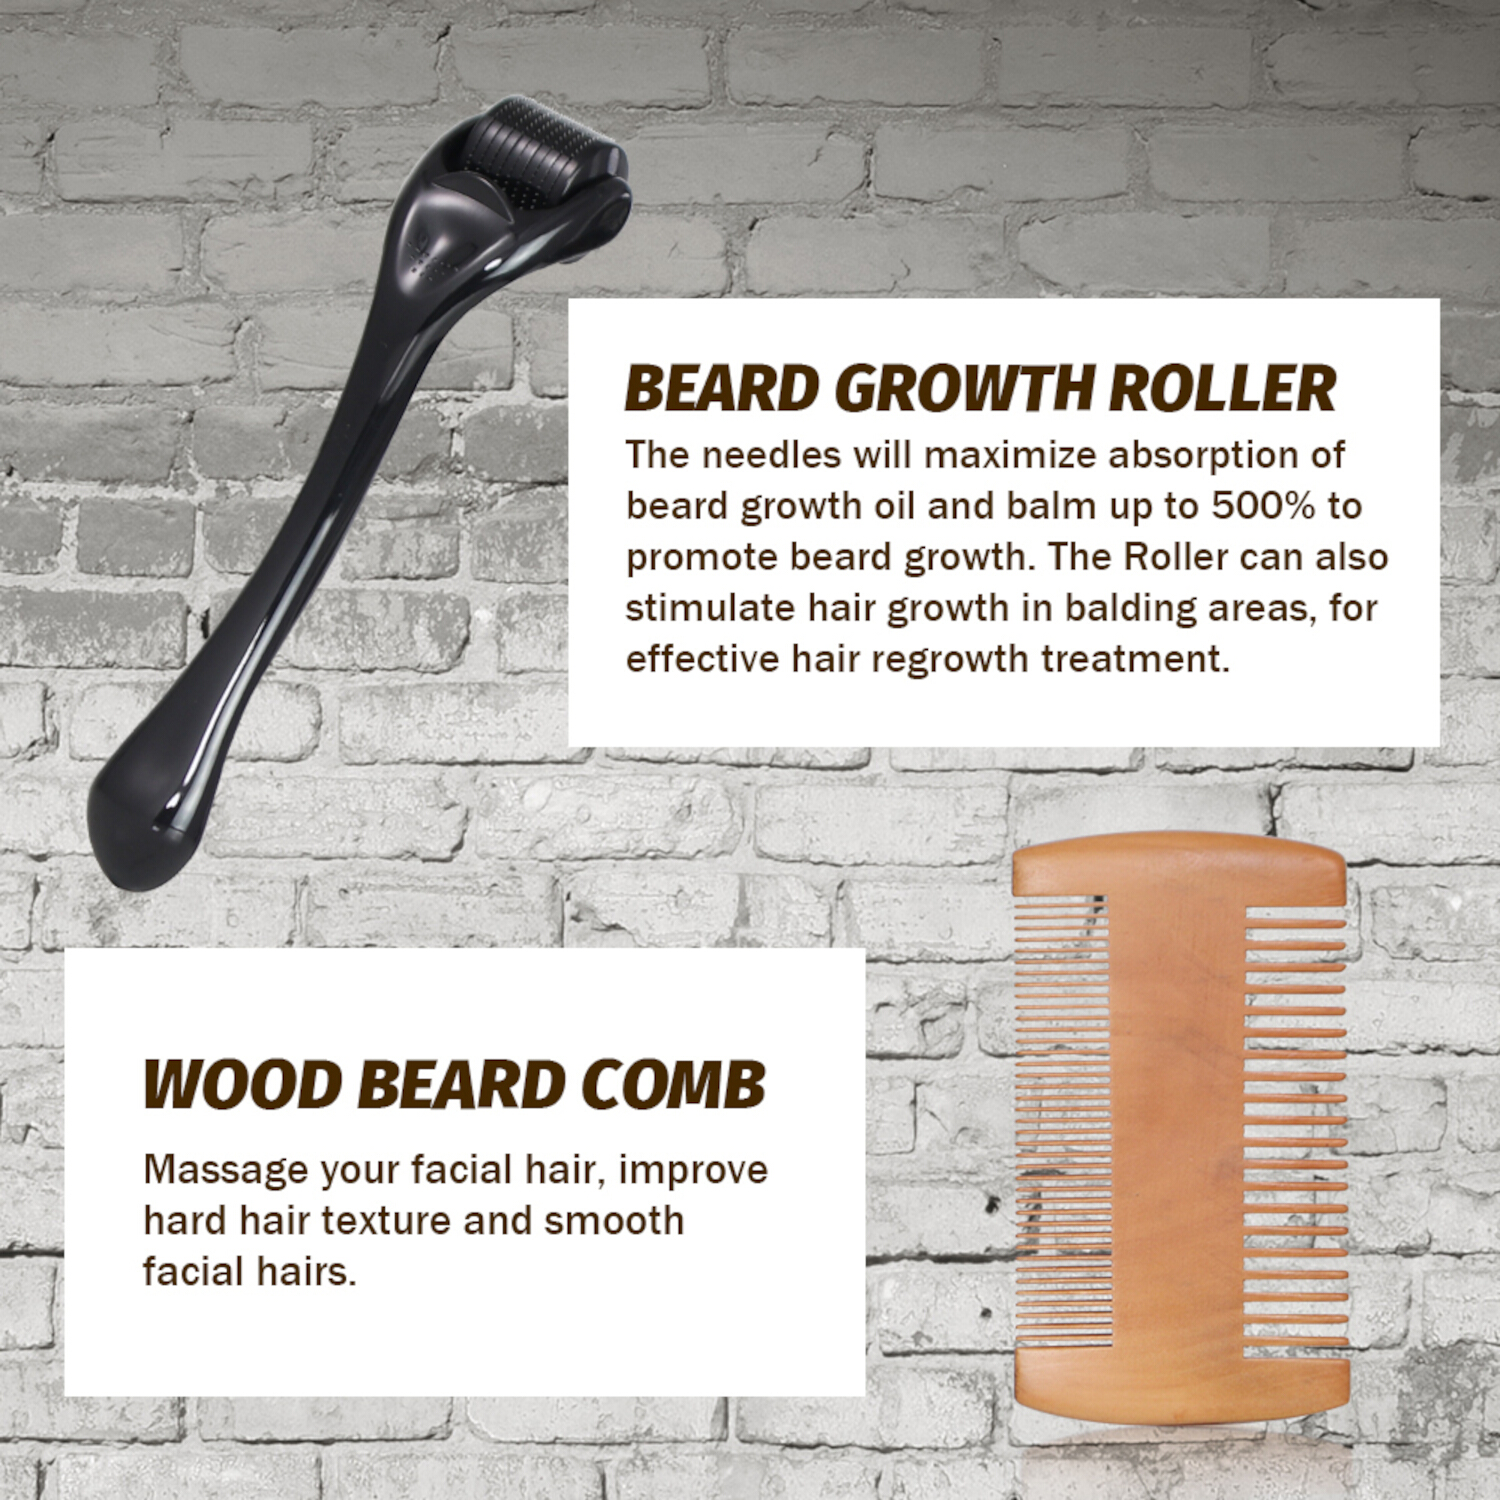 BEARD GROWTH ROLLER
The needles will maximize absorption of
beard growth oil and balm up to 500% to
promote beard growth. The Roller can also
stimulate hair growth in balding areas, for
effective hair regrowth treatment.
WOOD BEARD COMB
Massage your facial hair, improve
hard hair texture and smooth
facial hairs.